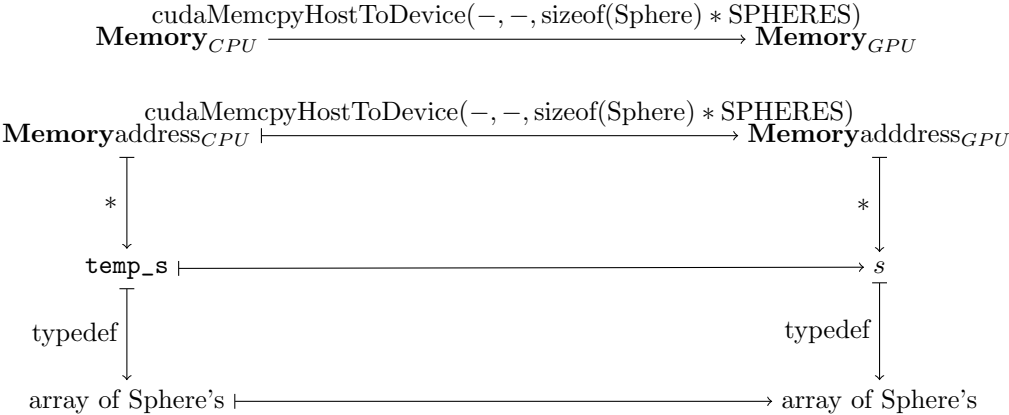 cudaMemcpyHostToDevice(−, −, sizeof(Sphere) ∗ SPHERES)
Memory_CPU Memory_GPU
cudaMemcpyHostToDevice(−, −, sizeof(Sphere) ∗ SPHERES)
Memoryaddress_CPU Memoryadddress_GPU
* *
temp_s s
typedef typedef
array of Sphere's array of Sphere's